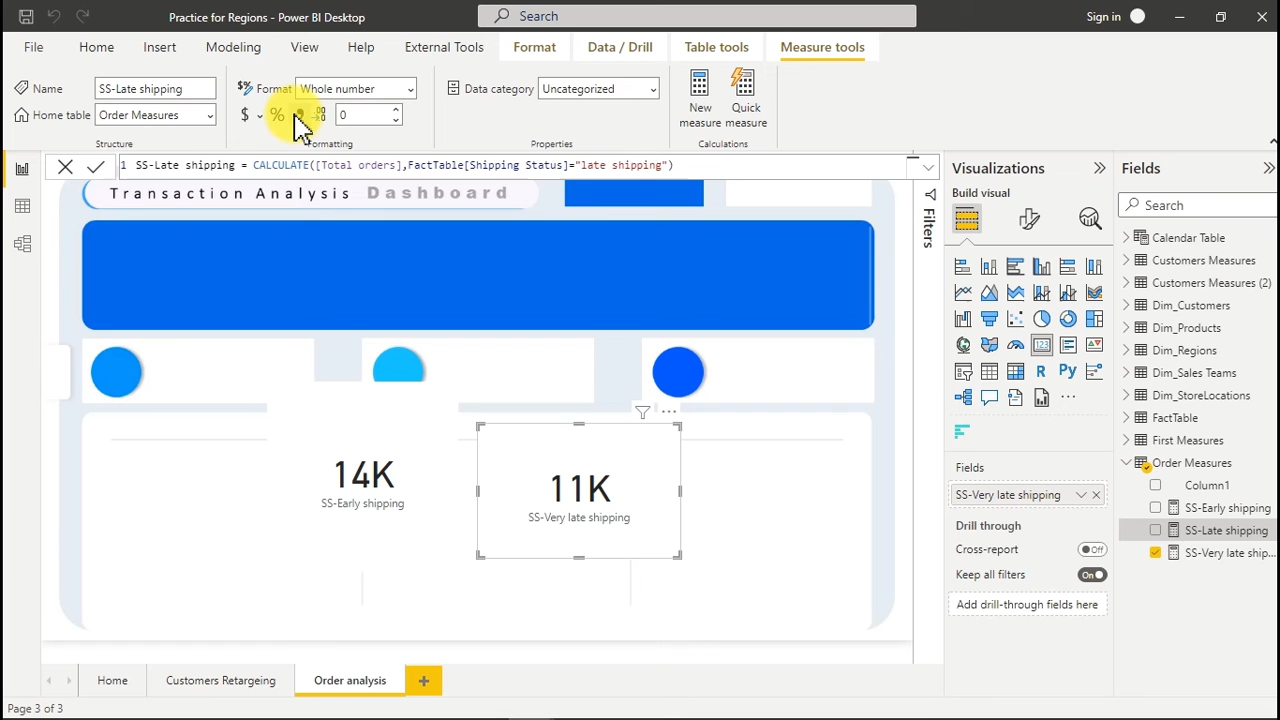 Practice for Regions - Power BI Desktop
Search
Sign in
File Home Insert Modeling View Help External Tools Format Data / Drill Table tools Measure tools
Name SS-Late shipping
Format Whole number
Data category Uncategorized
Home table Order Measures
$ % 0
New measure
Quick measure
Structure
Formatting
Properties
Calculations
1 SS-Late shipping = CALCULATE([Total orders],FactTable[Shipping Status]="late shipping")
Transaction Analysis Dashboard
14K
SS-Early shipping
11K
SS-Very late shipping
Filters
Visualizations
Build visual
123
R Py
Fields
SS-Very late shipping
Drill through
Cross-report Off
Keep all filters On
Add drill-through fields here
Fields
Search
Calendar Table
Customers Measures
Customers Measures (2)
Dim_Customers
Dim_Products
Dim_Regions
Dim_Sales Teams
Dim_StoreLocations
FactTable
First Measures
Order Measures
Column1
SS-Early shipping
SS-Late shipping
SS-Very late ship...
Home
Customers Retargeing
Order analysis
Page 3 of 3